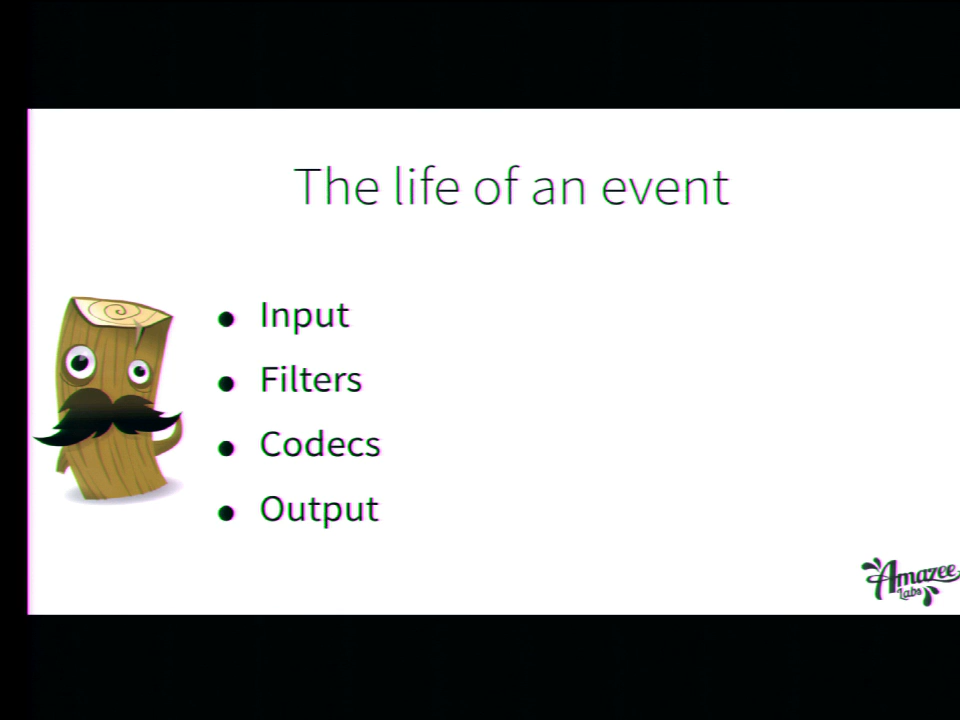 The life of an event
• Input
• Filters
• Codecs
• Output
Amazee
Labs